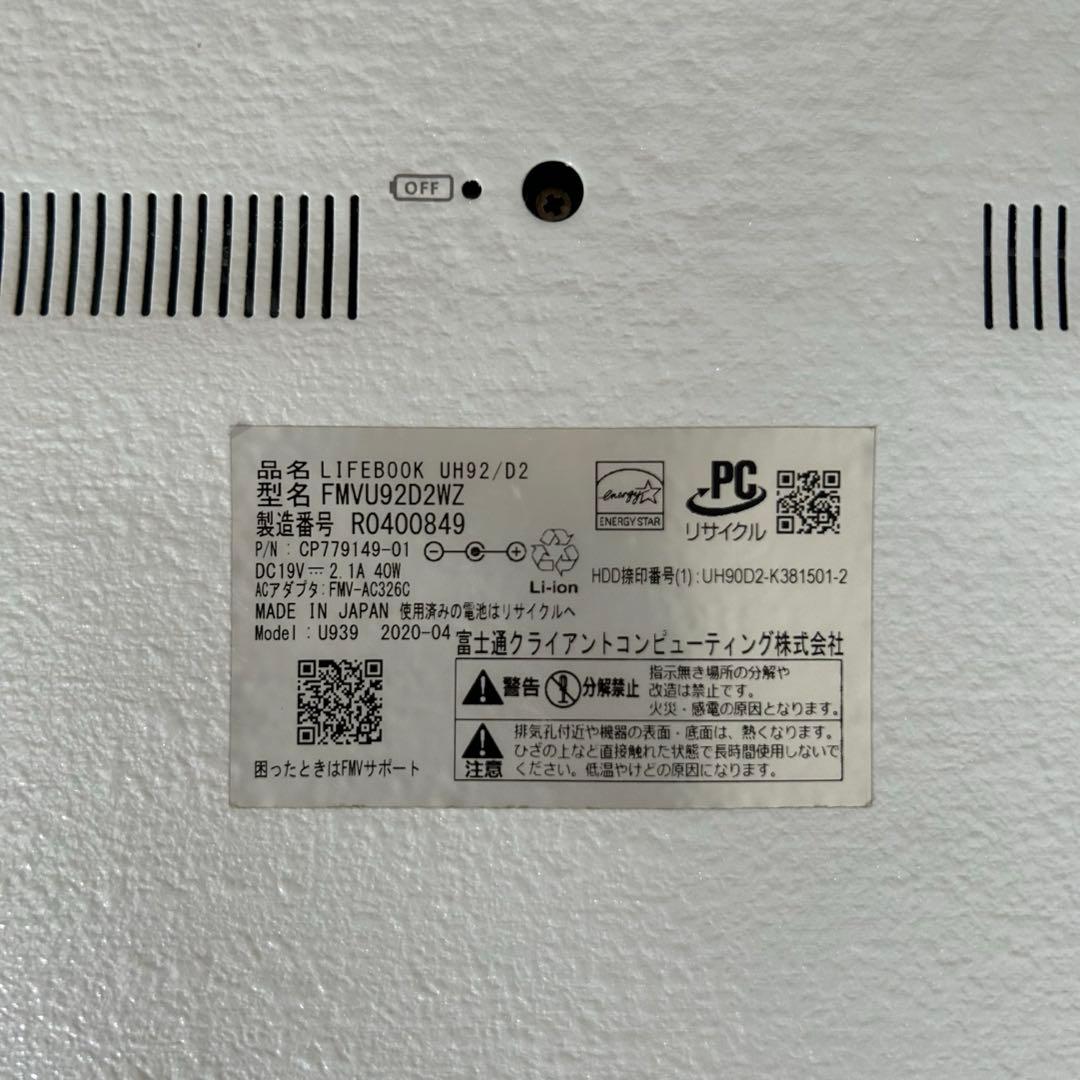 OFF
品名 LIFEBOOK UH92/D2
型名 FMVU92D2WZ
製造番号 R0400849
P/N : CP779149-01
DC19V⎓2.1A 40W
ACアダプタ:FMV-AC326C
MADE IN JAPAN 使用済みの電池はリサイクルへ
Model : U939 2020-04
energy
ENERGY STAR
PC
リサイクル
Li-ion
HDD捺印番号(1) : UH90D2-K381501-2
富士通クライアントコンピューティング株式会社
警告 分解禁止
指示無き場所の分解や
改造は禁止です。
火災・感電の原因となります。
注意
排気孔付近や機器の表面・底面は、熱くなります。
ひざの上など直接触れた状態で長時間使用しないで
ください。低温やけどの原因になります。
困ったときはFMVサポート